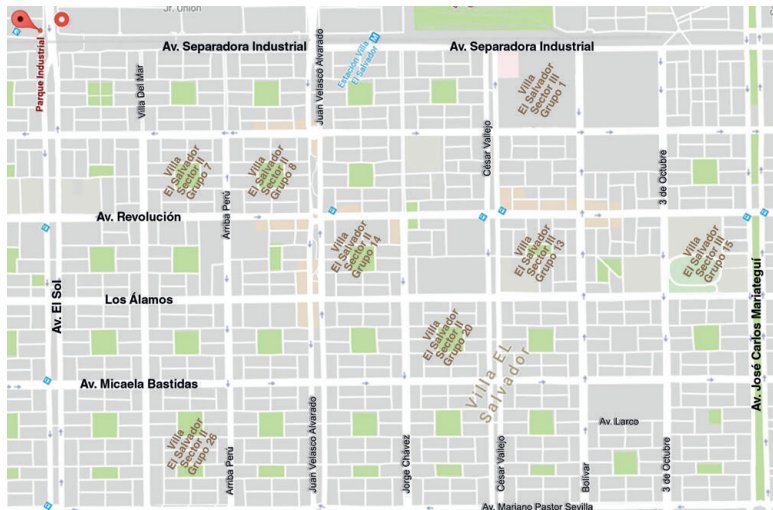 Jr. Union
Av. Separadora Industrial
Av. Separadora Industrial
Parque Industrial
Villa Del Mar
Juan Velasco Alvarado
Estación Villa
El Salvador
M
Villa
El Salvador
Sector III
Grupo 1
César Vallejo
3 de Octubre
Villa
El Salvador
Sector II
Grupo 7
Villa
El Salvador
Sector II
Grupo 8
Arriba Perú
Av. Revolución
Villa
El Salvador
Sector II
Grupo 14
Villa
El Salvador
Sector III
Grupo 13
Villa
El Salvador
Sector III
Grupo 15
Av. El Sol
Los Álamos
Av. José Carlos Mariategui
Villa
El Salvador
Sector II
Grupo 20
Villa EL
Salvador
Av. Micaela Bastidas
Villa
El Salvador
Sector II
Grupo 26
Arriba Perú
Juan Velasco Alvarado
Jorge Chávez
César Vallejo
Bolívar
Av. Larco
3 de Octubre
Av. Mariano Pastor Sevilla